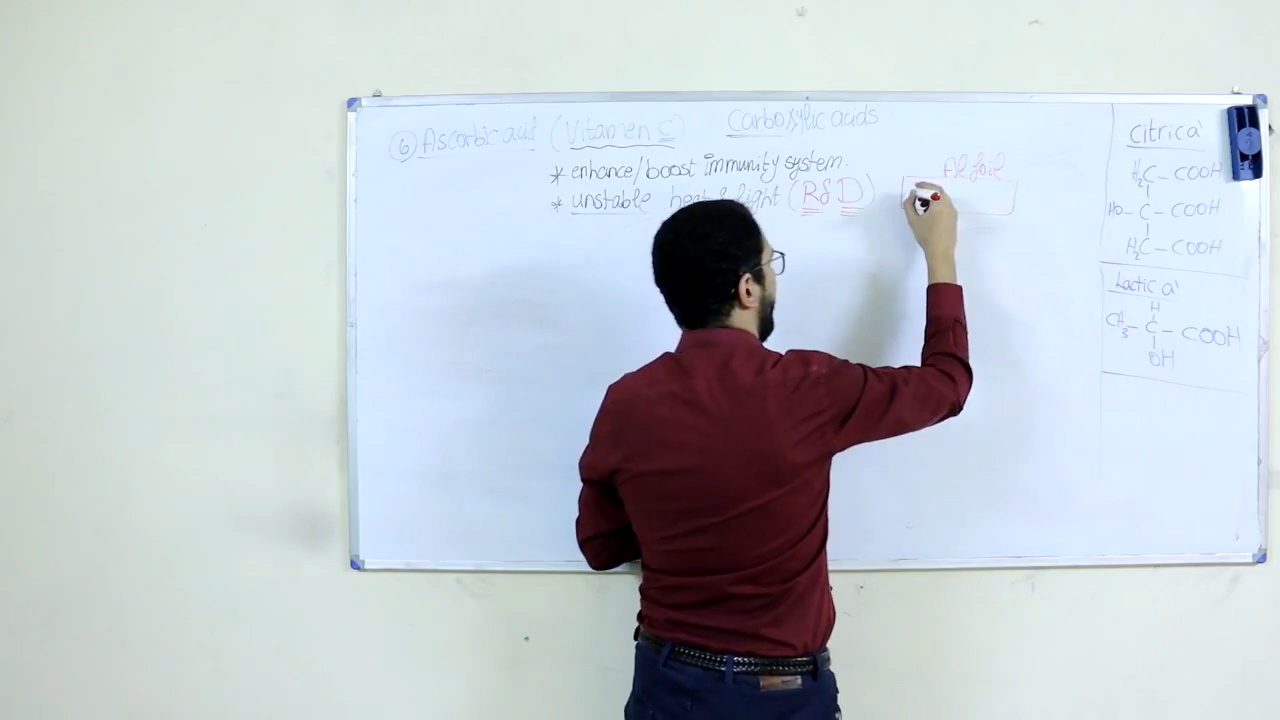 Carboxylic acids
⑥ Ascorbic acid (Vitamen C)
* enhance/boost immunity system.
* unstable heat & light (R & D)
Al foil
Citric a'
H₂C – COOH
HO – C – COOH
H₂C – COOH
Lactic a'
H
CH₃ – C – COOH
OH